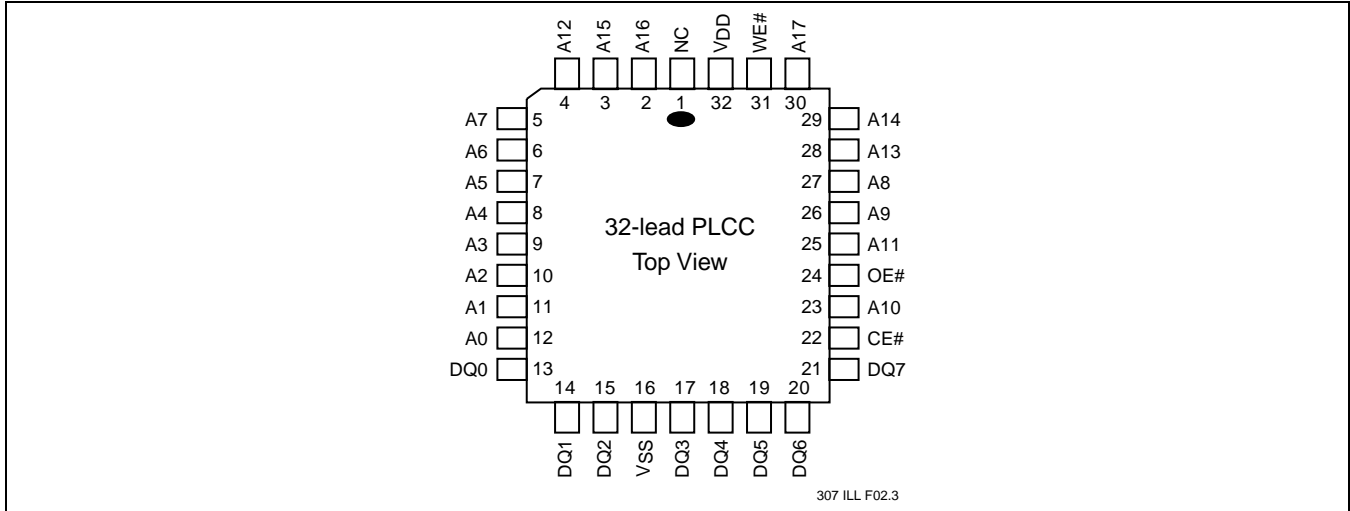 A12 A15 A16 NC VDD WE# A17
4 3 2 1 32 31 30
A7 5 29 A14
A6 6 28 A13
A5 7 27 A8
A4 8 26 A9
A3 9 25 A11
A2 10 24 OE#
A1 11 23 A10
A0 12 22 CE#
DQ0 13 21 DQ7
32-lead PLCC
Top View
14 15 16 17 18 19 20
DQ1 DQ2 VSS DQ3 DQ4 DQ5 DQ6
307 ILL F02.3